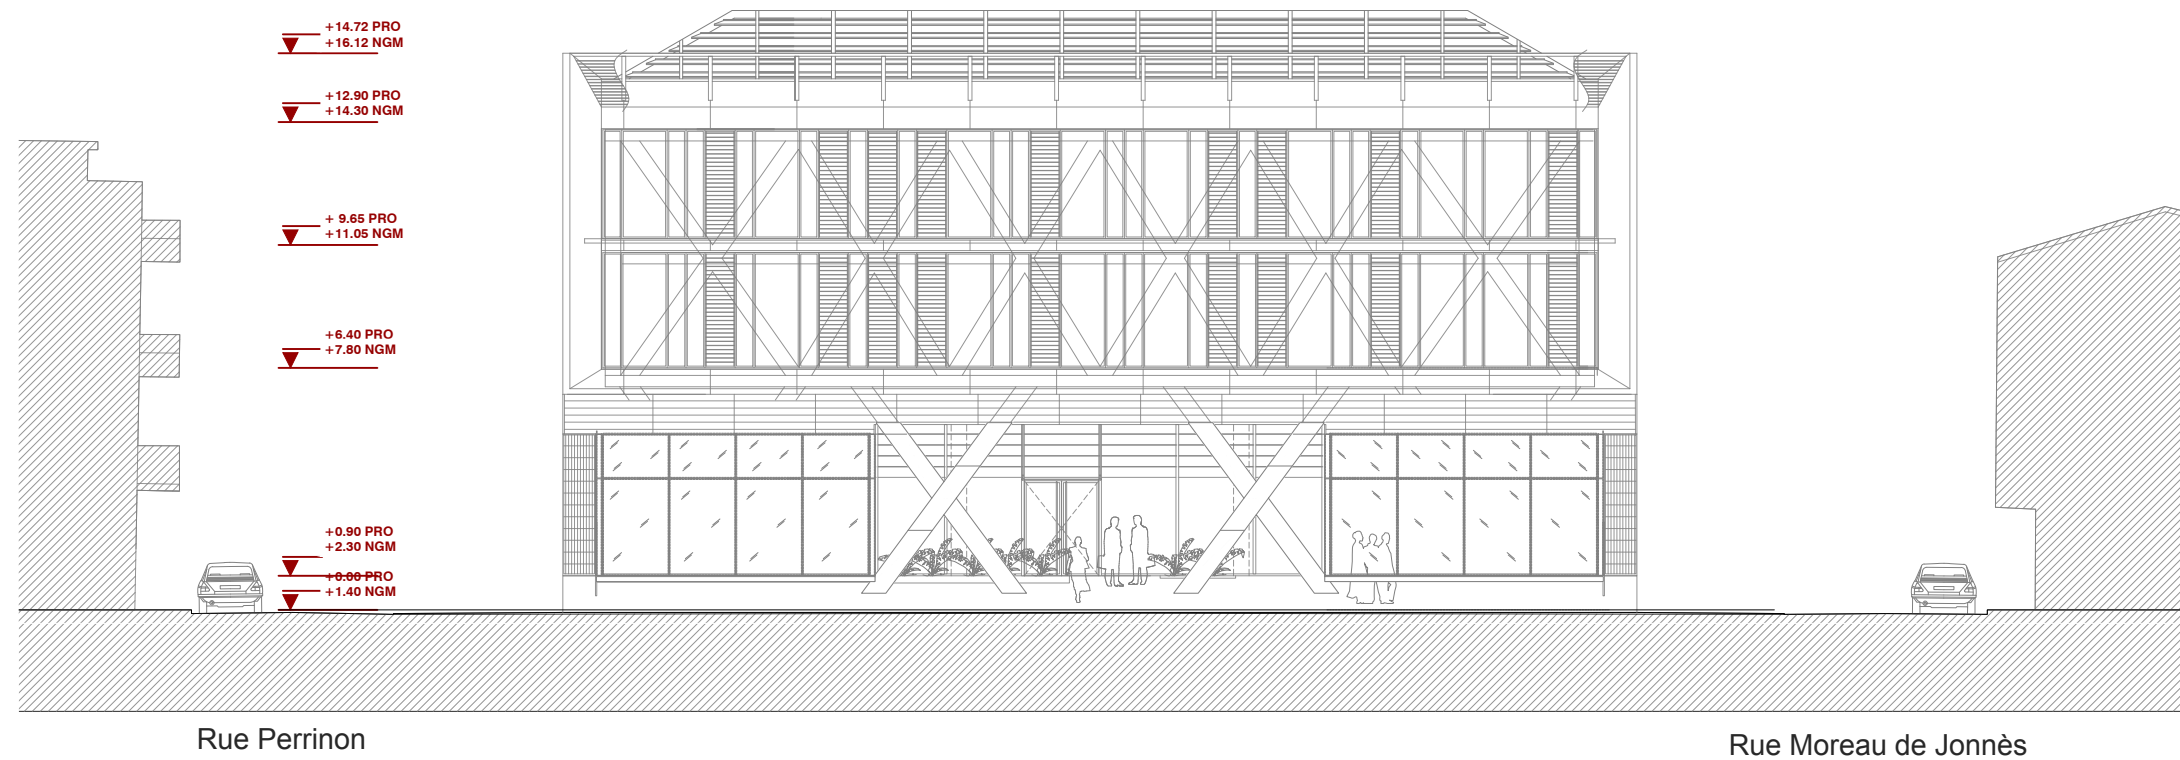 +14.72 PRO
+16.12 NGM
+12.90 PRO
+14.30 NGM
+ 9.65 PRO
+11.05 NGM
+6.40 PRO
+7.80 NGM
+0.90 PRO
+2.30 NGM
+0.00 PRO
+1.40 NGM
Rue Perrinon
Rue Moreau de Jonnès